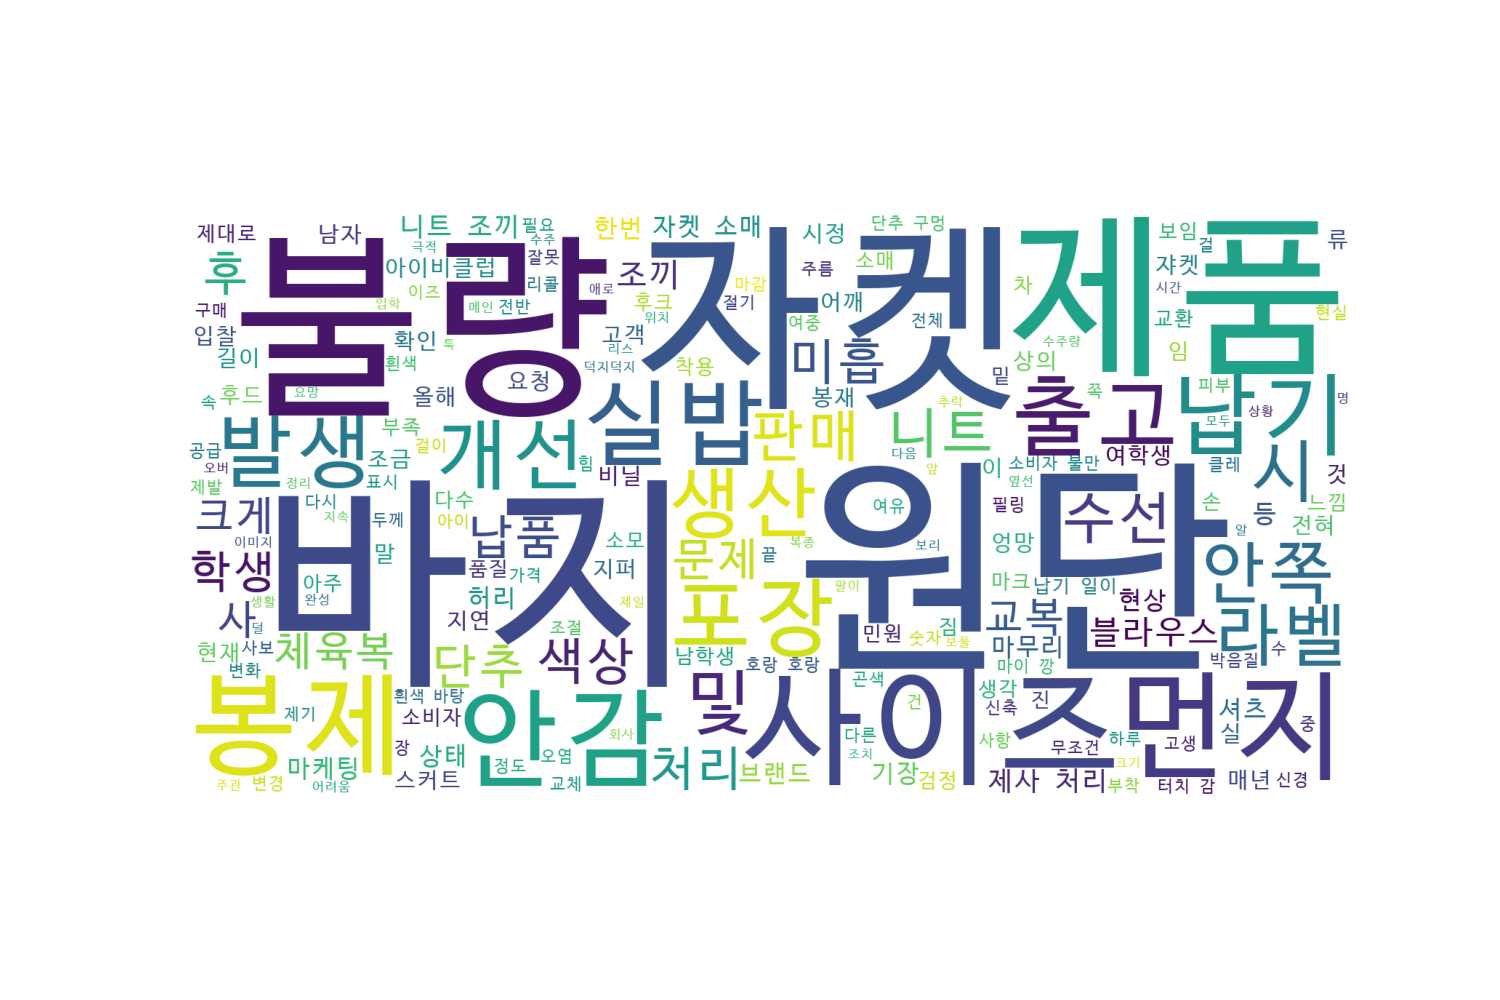 제대로
남자
니트 조끼
필요
한번
자켓 소매
시정
단추 구멍
보임
류
후
극적
수주
잘못
아이비클럽
조끼
주름
소매
걸
쟈켓
불량
자켓
제품
구매
입학
이즈
메인
전반
리콜
애로
후크
마감
절기
어깨
차
시간
교환
현실
입찰
확인
툭
위치
고객
여중
전체
수주량
임
길이
흰색
리스
덕지덕지
착용
미흡
상의
속
후드
요망
올해
요청
봉재
밑
쪽
피부
상황
명
실밥
판매
추락
출고
납기
모두
발생
부족
개선
니트
공급
걸이
다음
여학생
클레
시
것
오버
조금
힘
앞
이
소비자 불만
제발
정리
표시
비닐
옆선
크게
다시
다수
생산
여유
필링
손
느낌
지속
두께
아이
바지
원단
수선
등
전혀
이미지
납품
소모
알
학생
말
문제
끝
복종
보리
엉망
안쪽
아주
품질
가격
지퍼
딸이
마크
납기 일이
현상
생활
완성
허리
제일
포장
사
덜
지연
조절
민원
숫자
보풀
짐
교복
블라우스
라벨
현재
사보
체육복
단추
색상
남학생
호랑 호랑
마무리
마이 깡
박음질
수
변화
봉제
흰색 바탕
안감
및
사이즈
곤색
생각
먼지
제기
소비자
건
신축
진
셔츠
중
장
상태
오염
회사
다른
사항
무조건
하루
고생
실
마케팅
정도
처리
조치
크기
주관
변경
어려움
스커트
교체
브랜드
기장
검정
제사 처리
부착
터치 감
매년
신경